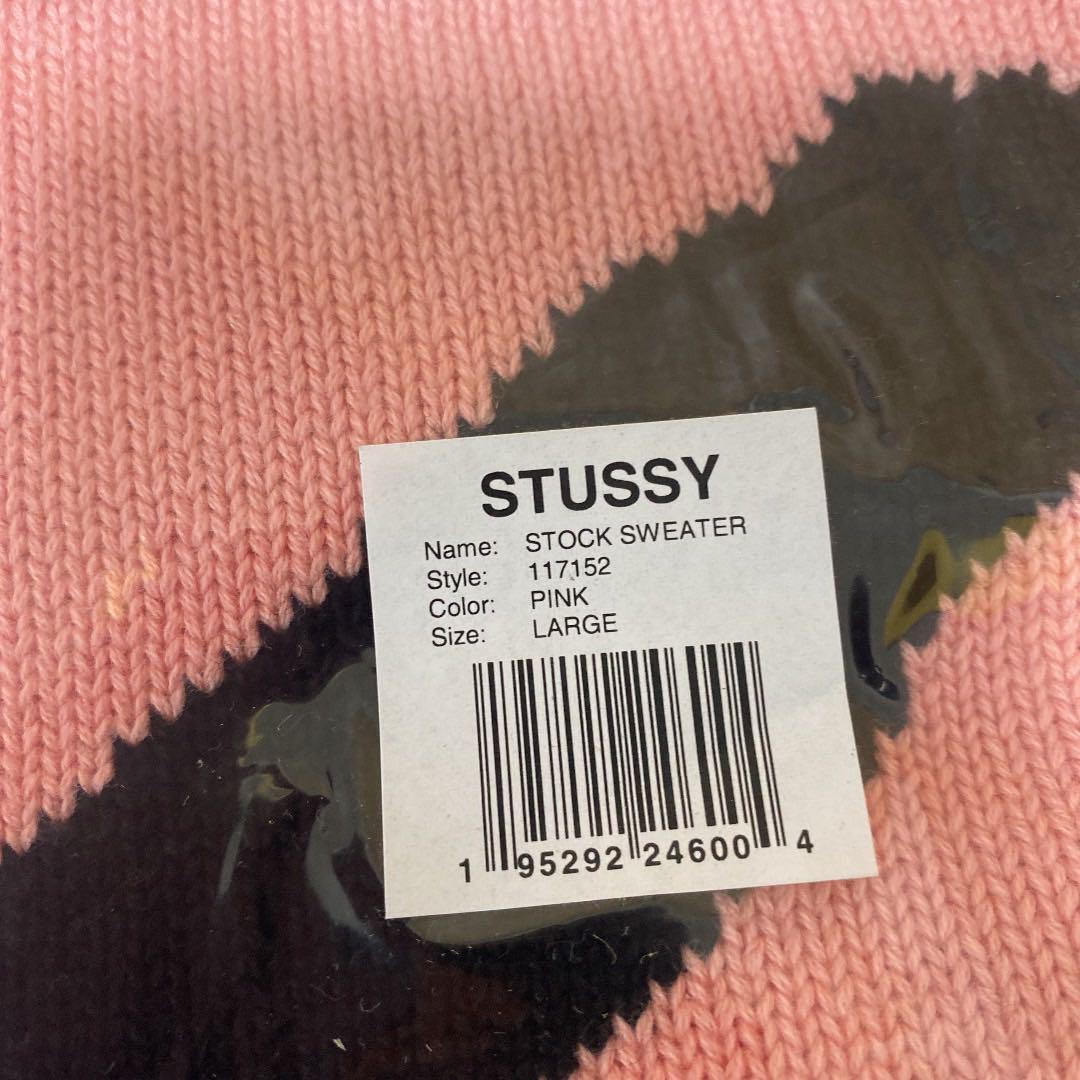 STUSSY
Name: STOCK SWEATER
Style: 117152
Color: PINK
Size: LARGE
1 95292 24600 4